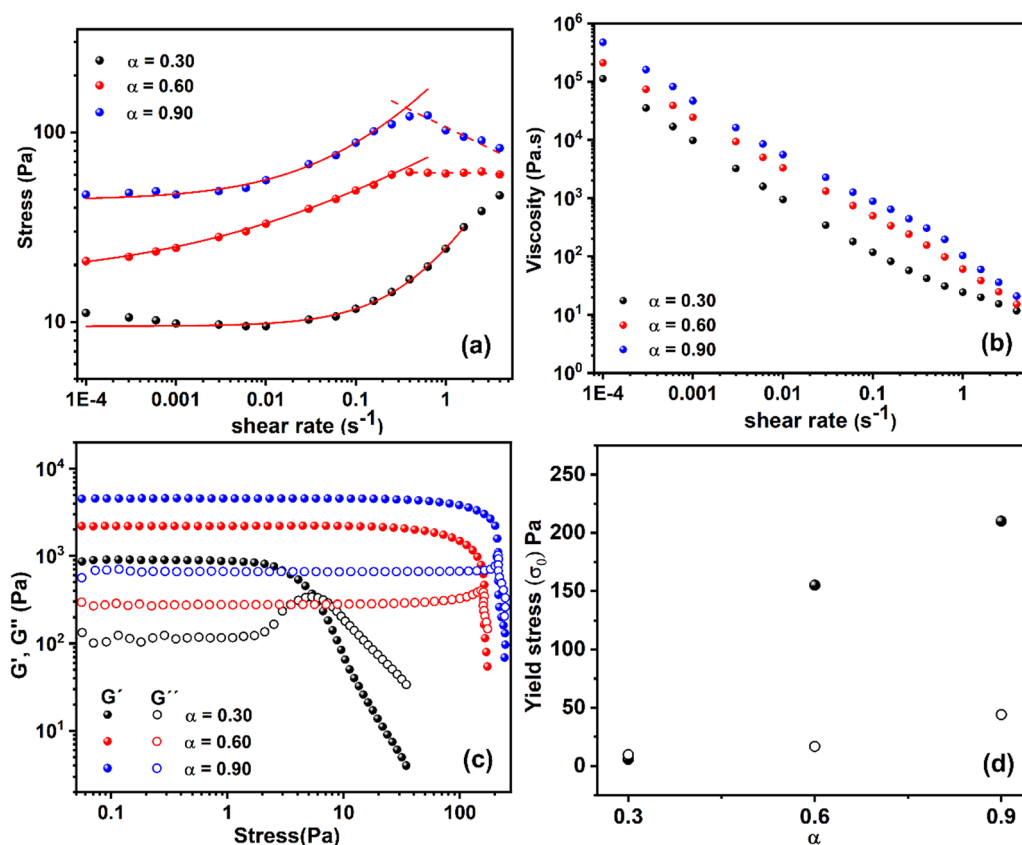 Stress (Pa)
100
10
α = 0.30
α = 0.60
α = 0.90
(a)
1E-4 0.001 0.01 0.1 1
shear rate (s⁻¹)
Viscosity (Pa.s)
10⁶
10⁵
10⁴
10³
10²
10¹
10⁰
α = 0.30
α = 0.60
α = 0.90
(b)
1E-4 0.001 0.01 0.1 1
shear rate (s⁻¹)
G', G'' (Pa)
10⁴
10³
10²
10¹
G´ G´´
α = 0.30
α = 0.60
α = 0.90
(c)
0.1 1 10 100
Stress(Pa)
Yield stress (σ₀) Pa
250
200
150
100
50
0
(d)
0.3 0.6 0.9
α